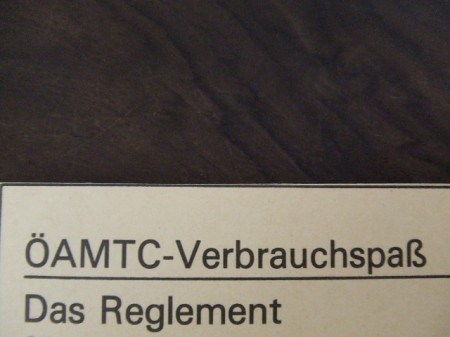 ÖAMTC-Verbrauchspaß
Das Reglement